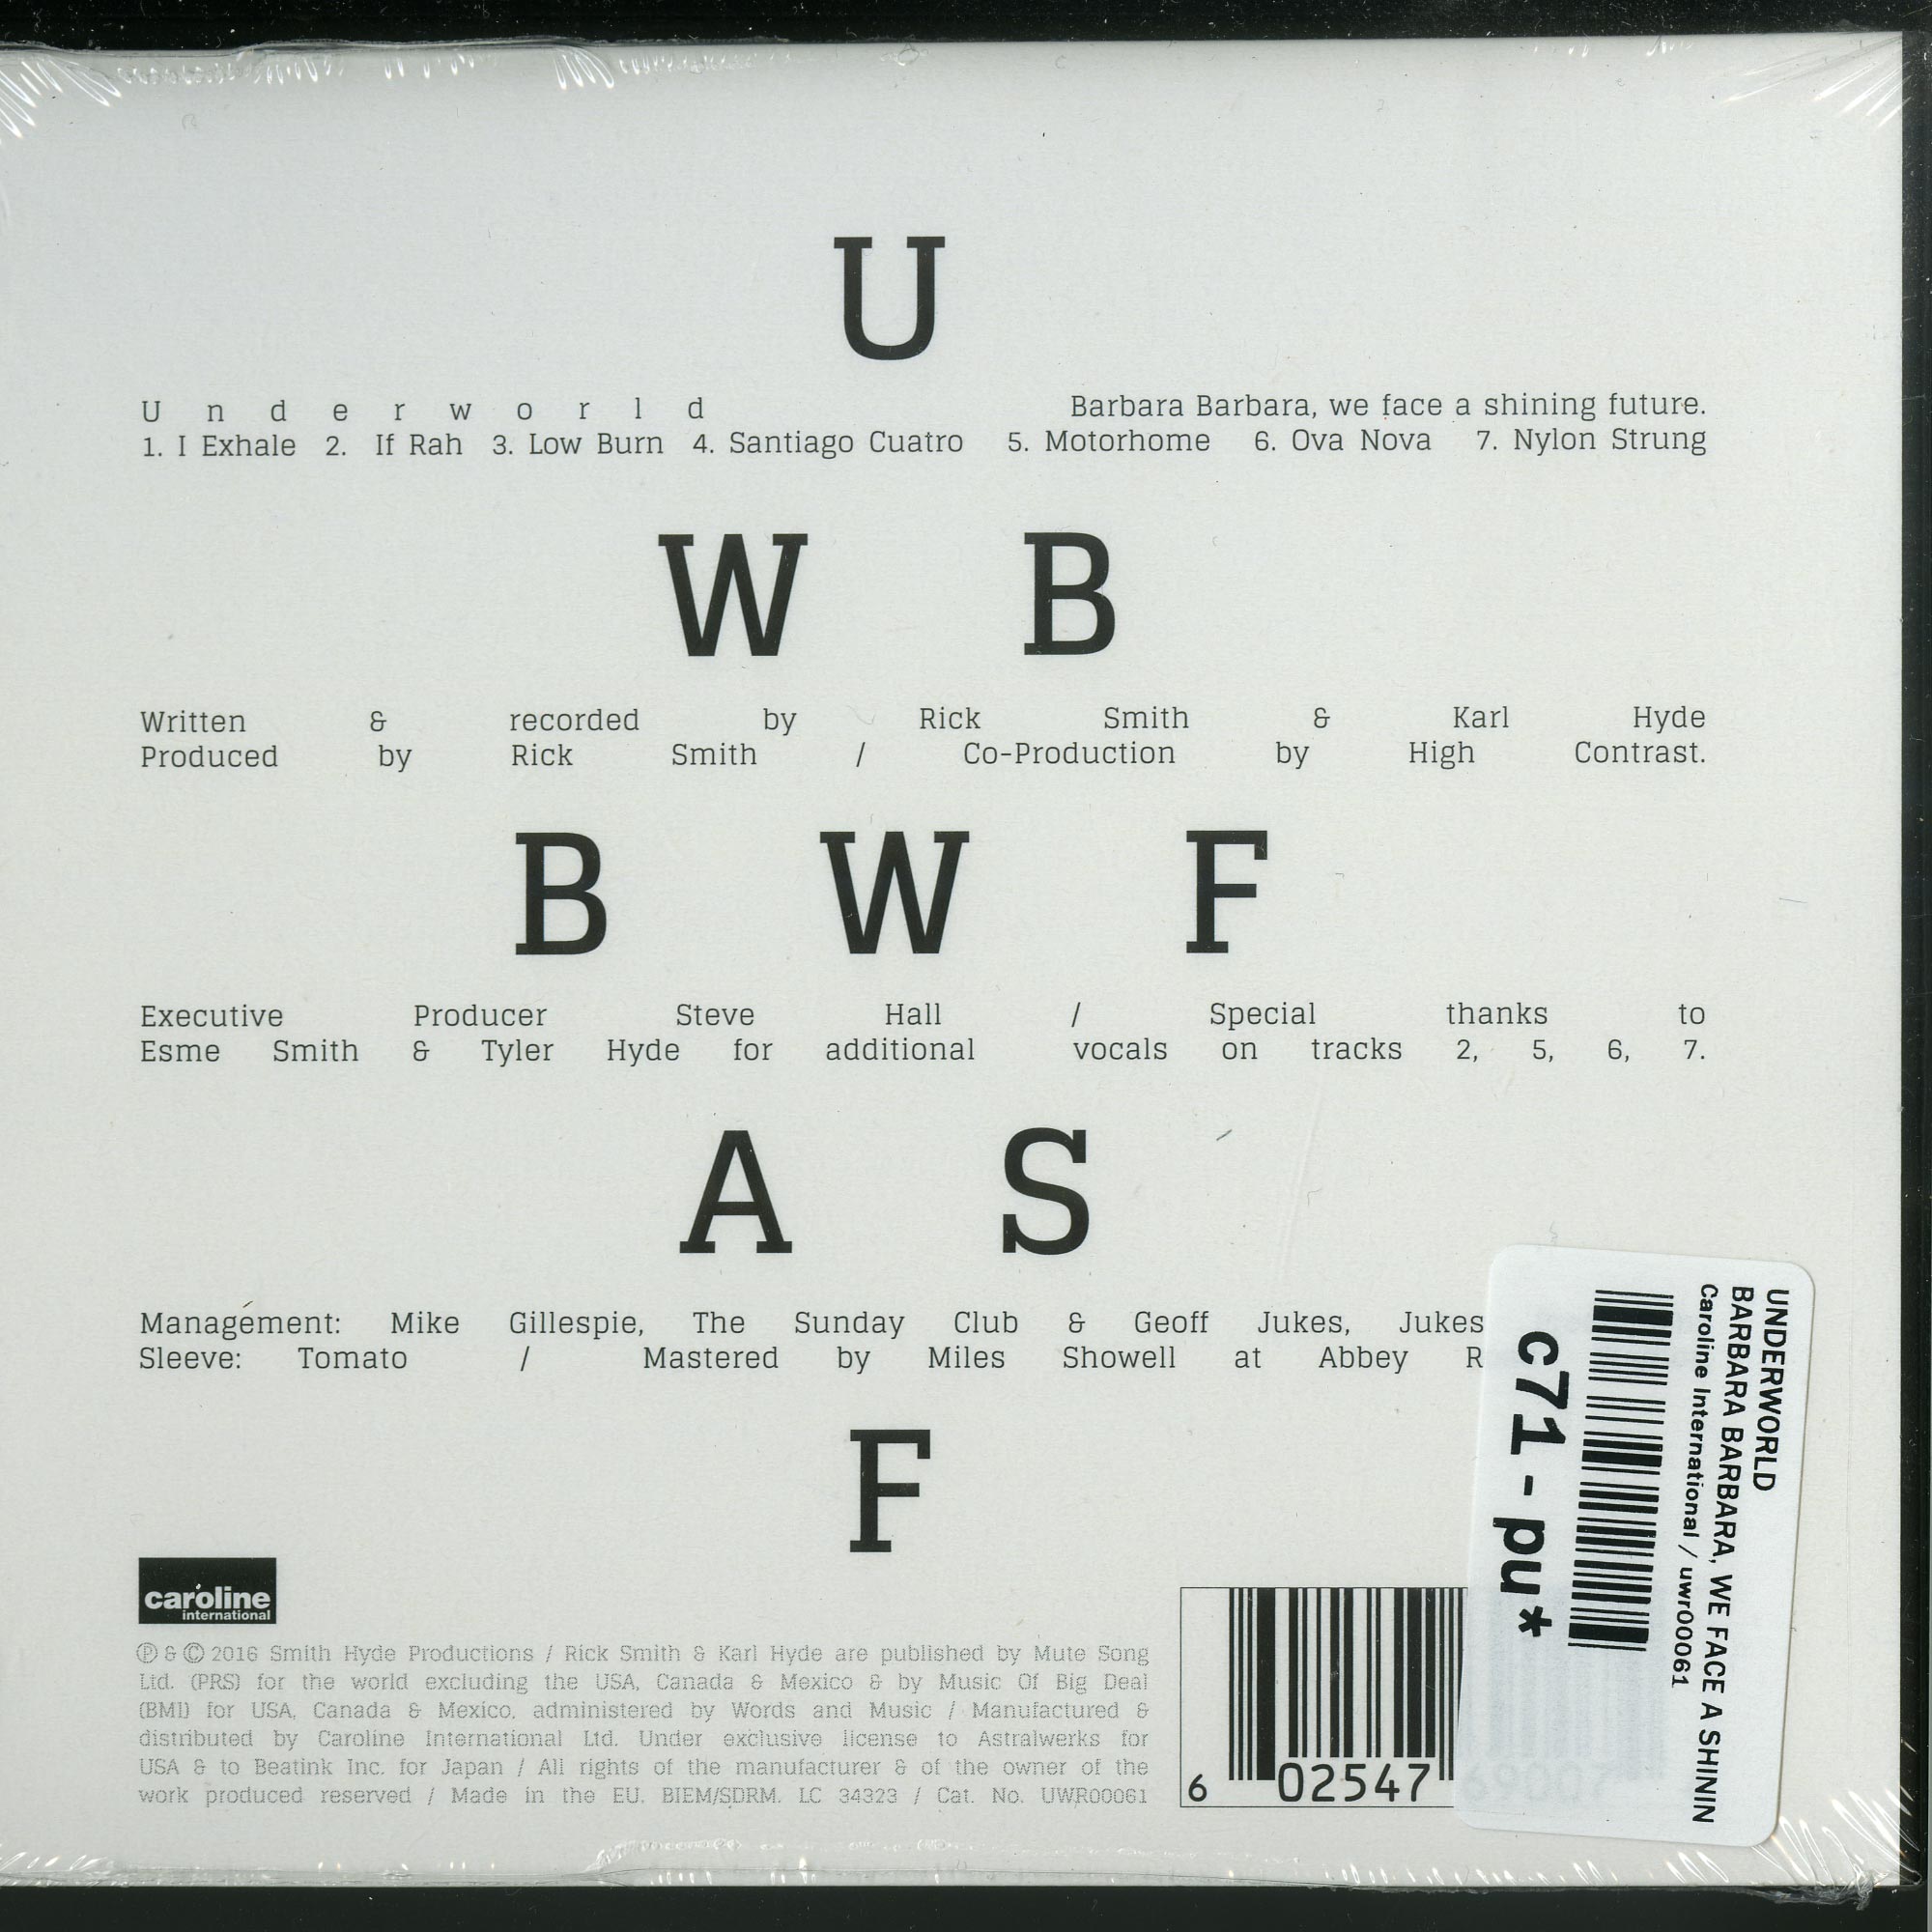 U
Underworld Barbara Barbara, we face a shining future.
1. I Exhale 2. If Rah 3. Low Burn 4. Santiago Cuatro 5. Motorhome 6. Ova Nova 7. Nylon Strung
W B
Written & recorded by Rick Smith & Karl Hyde
Produced by Rick Smith / Co-Production by High Contrast.
B W F
Executive Producer Steve Hall / Special thanks to
Esme Smith & Tyler Hyde for additional vocals on tracks 2, 5, 6, 7.
A S
Management: Mike Gillespie, The Sunday Club & Geoff Jukes, Jukes
Sleeve: Tomato / Mastered by Miles Showell at Abbey R
F
caroline
international
℗ & © 2016 Smith Hyde Productions / Rick Smith & Karl Hyde are published by Mute Song
Ltd. (PRS) for the world excluding the USA, Canada & Mexico & by Music Of Big Deal
(BMI) for USA, Canada & Mexico, administered by Words and Music / Manufactured &
distributed by Caroline International Ltd. Under exclusive license to Astralwerks for
USA & to Beatink Inc. for Japan / All rights of the manufacturer & of the owner of the
work produced reserved / Made in the EU. BIEM/SDRM. LC 34323 / Cat. No. UWR00061
6 02547
UNDERWORLD
BARBARA BARBARA, WE FACE A SHININ
Caroline International / uwr00061
c71-pu*